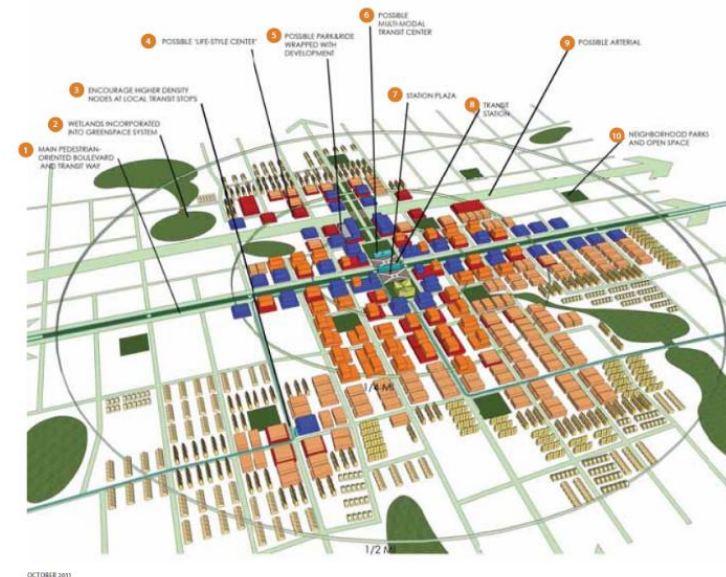 6
POSSIBLE
MULTI-MODAL
TRANSIT CENTER
4 POSSIBLE 'LIFE-STYLE CENTER'
5 POSSIBLE PARK&RIDE
WRAPPED WITH
DEVELOPMENT
9 POSSIBLE ARTERIAL
3 ENCOURAGE HIGHER DENSITY
NODES AT LOCAL TRANSIT STOPS
7 STATION PLAZA
8 TRANSIT
STATION
2 WETLANDS INCORPORATED
INTO GREENSPACE SYSTEM
10 NEIGHBORHOOD PARKS
AND OPEN SPACE
1 MAIN PEDESTRIAN-
ORIENTED BOULEVARD
AND TRANSIT WAY
1/4 MI
1/2 MI
OCTOBER 2011